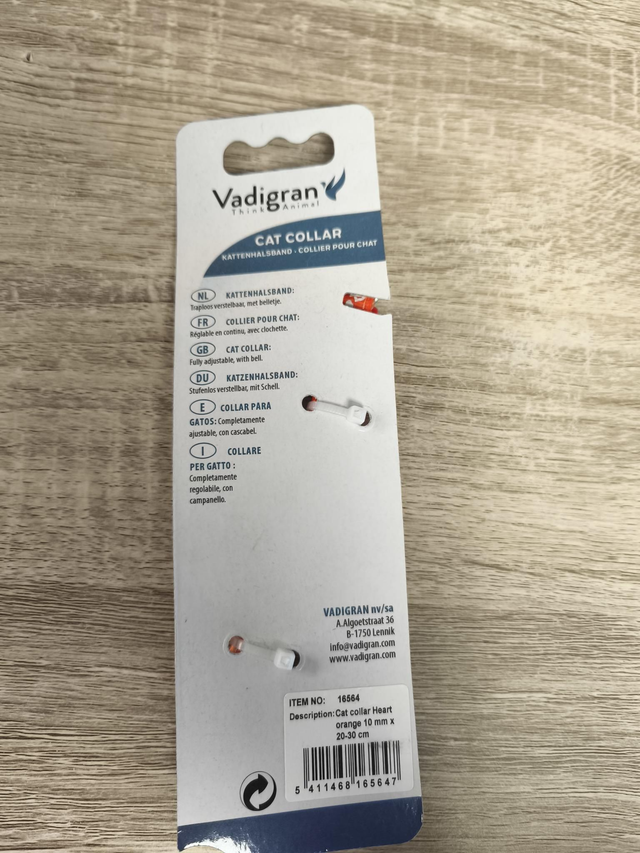 Vadigran
Think Animal
CAT COLLAR
KATTENHALSBAND - COLLIER POUR CHAT
NL KATTENHALSBAND:
Traploos verstelbaar, met belletje.
FR COLLIER POUR CHAT:
Réglable en continu, avec clochette.
GB CAT COLLAR:
Fully adjustable, with bell.
DU KATZENHALSBAND:
Stufenlos verstellbar, mit Schell.
E COLLAR PARA
GATOS: Completamente
ajustable, con cascabel.
I COLLARE
PER GATTO :
Completamente
regolabile, con
campanello.
VADIGRAN nv/sa
A.Algoetstraat 36
B-1750 Lennik
info@vadigran.com
www.vadigran.com
ITEM NO: 16564
Description: Cat collar Heart
orange 10 mm x
20-30 cm
5 411468 165647